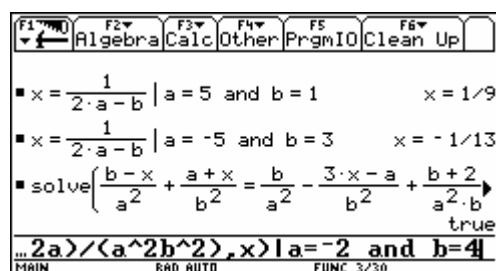 F1 F2 Algebra F3 Calc F4 Other F5 PrgmIO F6 Clean Up
x = 1/(2·a − b) | a = 5 and b = 1 x = 1/9
x = 1/(2·a − b) | a = -5 and b = 3 x = -1/13
solve((b − x)/a² + (a + x)/b² = b/a² − (3·x − a)/b² + (b + 2)/(a²·b
true
…2a)/(a^2b^2),x)|a=-2 and b=4
MAIN RAD AUTO FUNC 3/30